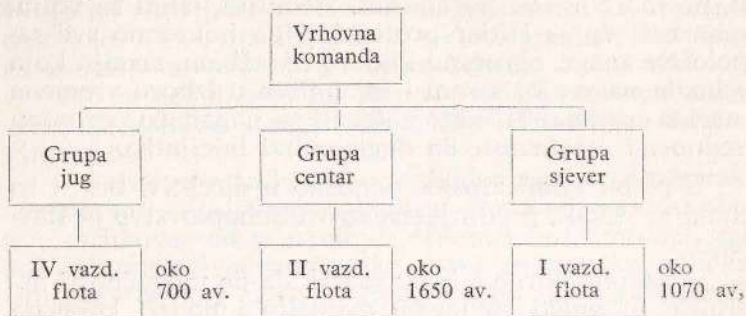 Vrhovna
komanda
Grupa
jug
Grupa
centar
Grupa
sjever
IV vazd.
flota
oko
700 av.
II vazd.
flota
oko
1650 av.
I vazd.
flota
oko
1070 av,